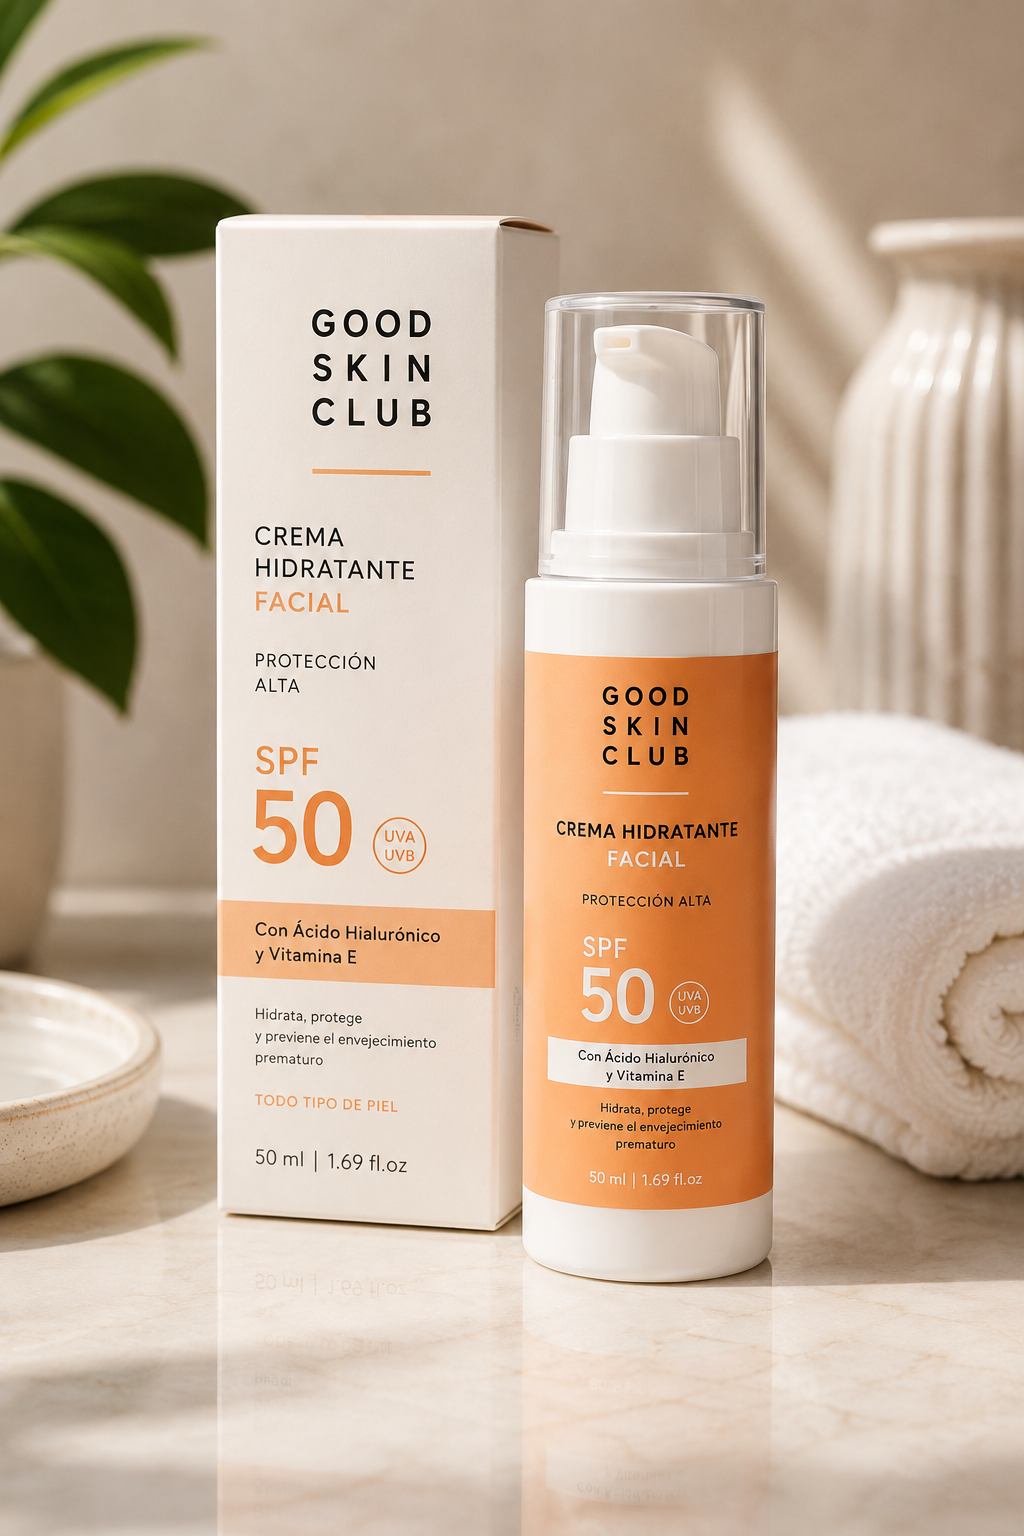 GOOD
SKIN
CLUB
CREMA
HIDRATANTE
FACIAL
PROTECCIÓN
ALTA
SPF
50
UVA
UVB
Con Ácido Hialurónico
y Vitamina E
Hidrata, protege
y previene el envejecimiento
prematuro
TODO TIPO DE PIEL
50 ml | 1.69 fl.oz
GOOD
SKIN
CLUB
CREMA HIDRATANTE
FACIAL
PROTECCIÓN ALTA
SPF
50
UVA
UVB
Con Ácido Hialurónico
y Vitamina E
Hidrata, protege
y previene el envejecimiento
prematuro
50 ml | 1.69 fl.oz